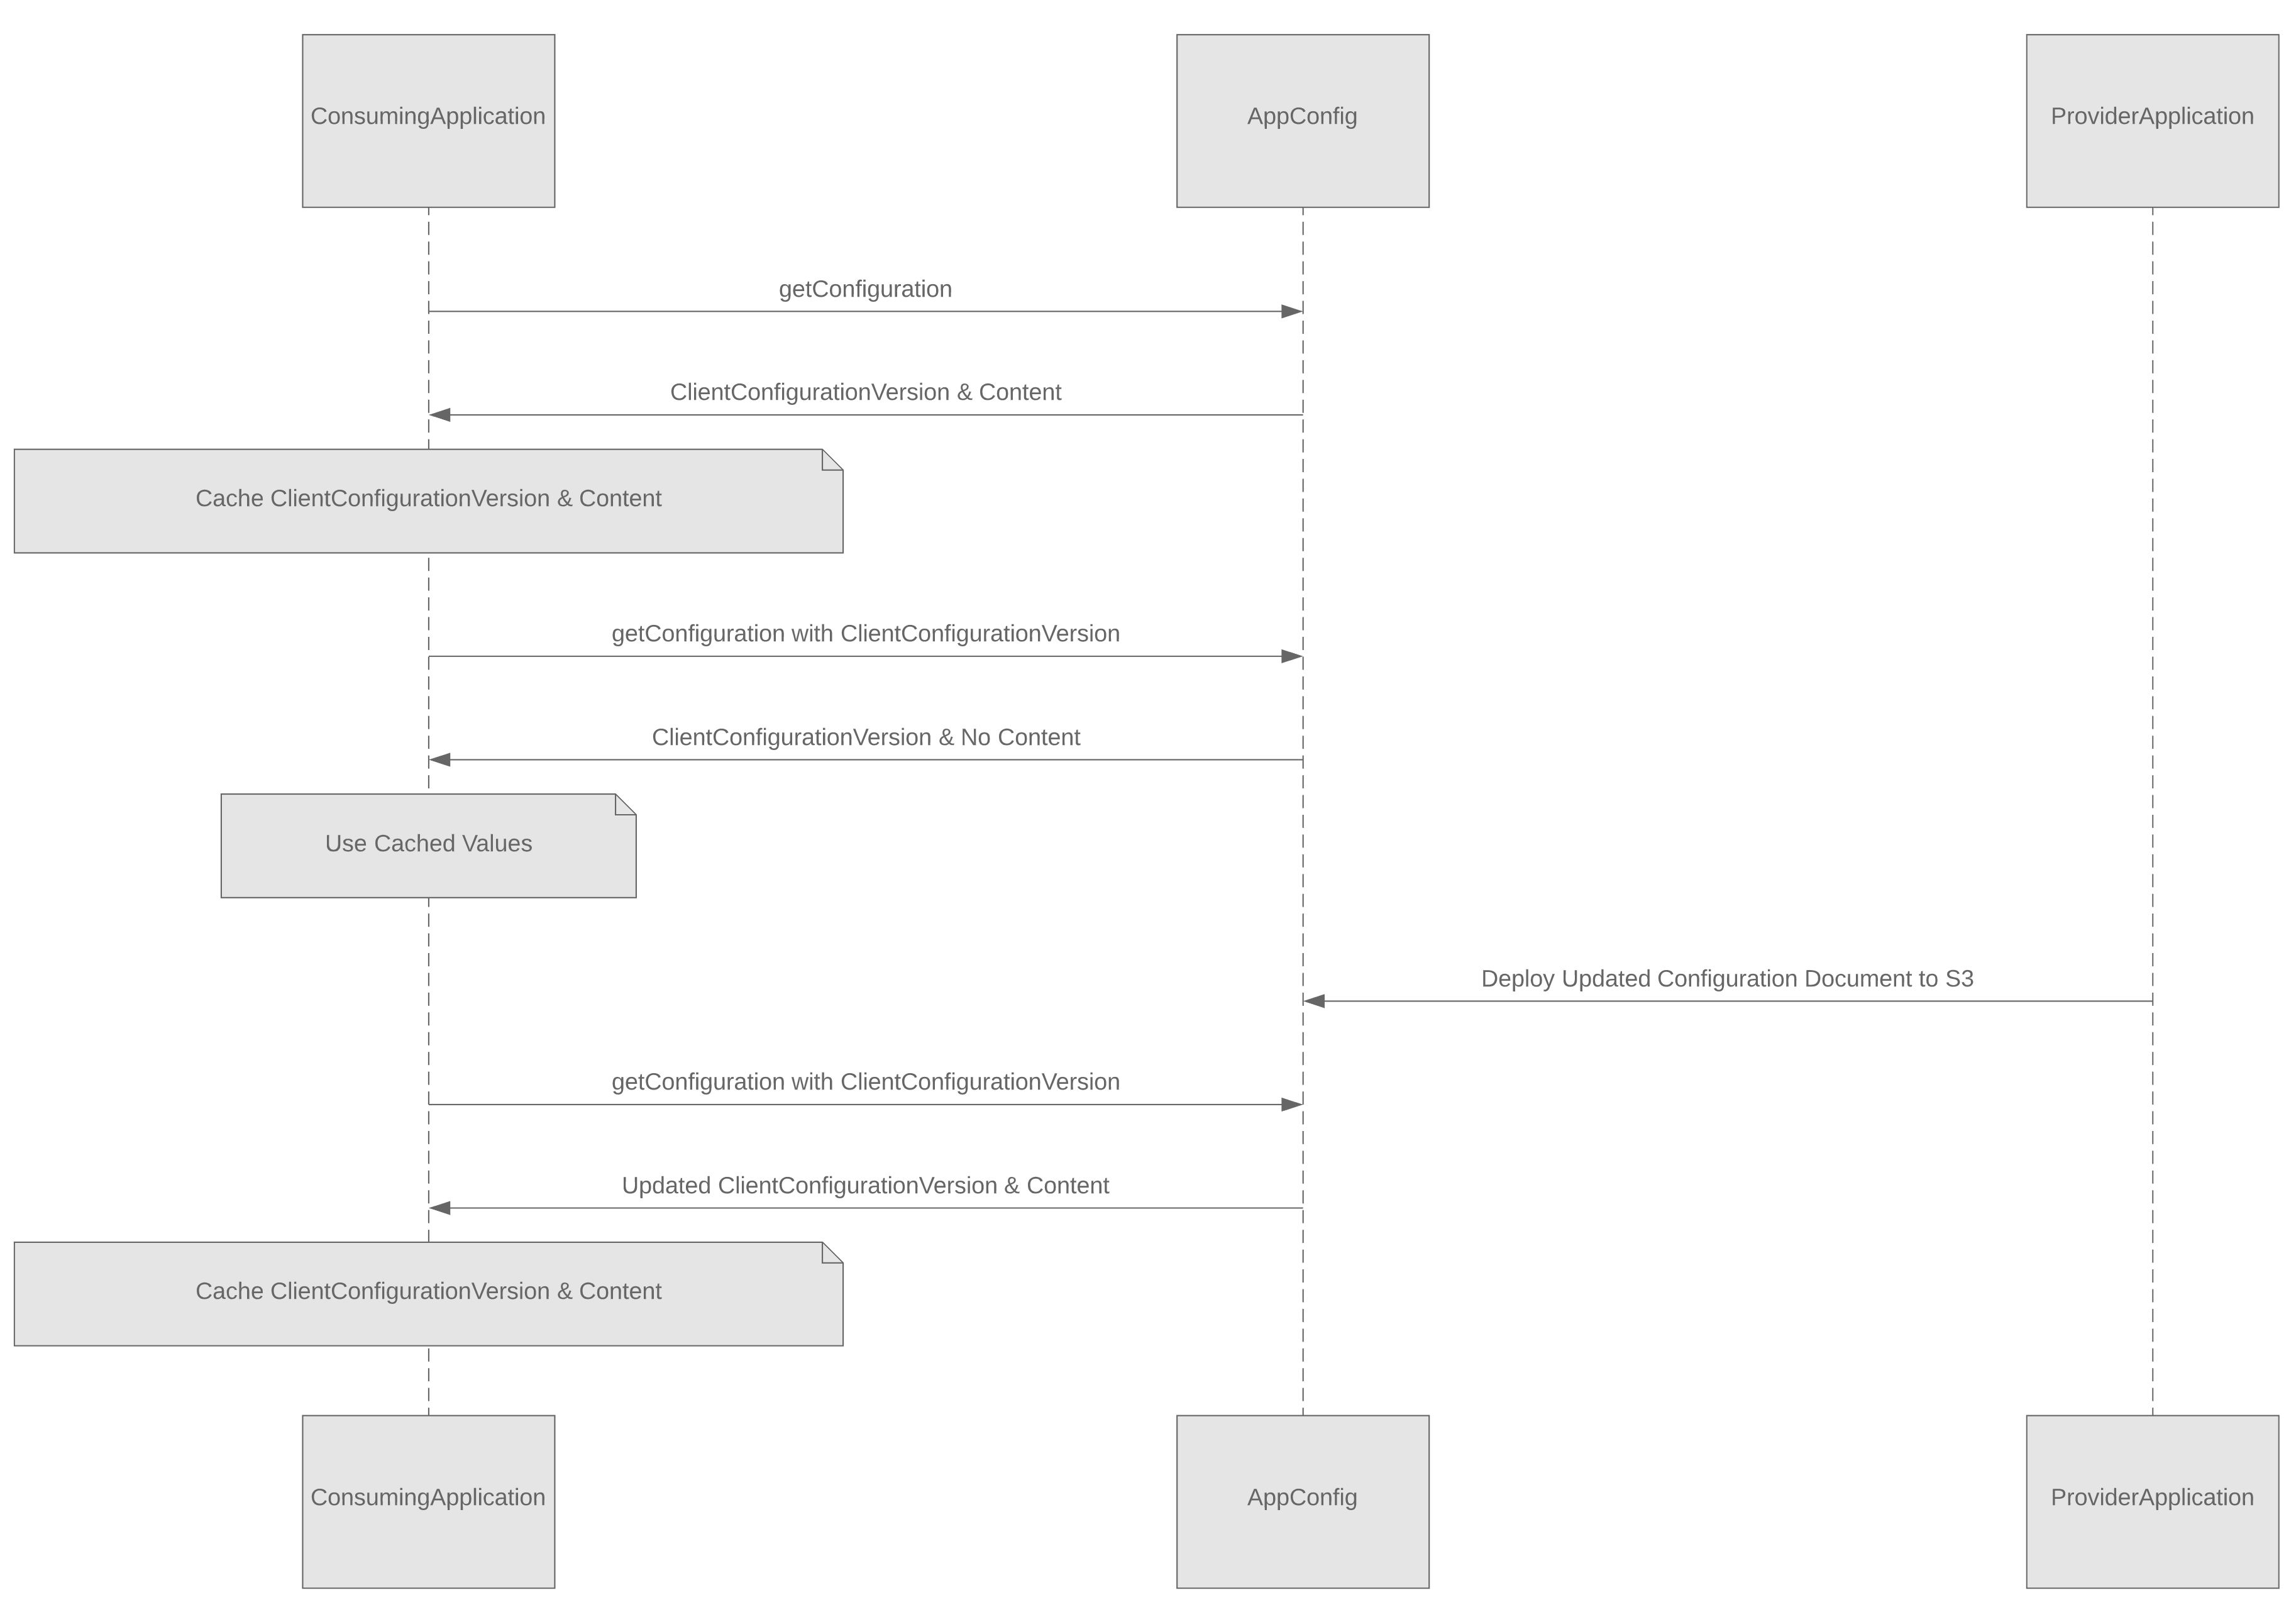 ConsumingApplication
AppConfig
ProviderApplication
getConfiguration
ClientConfigurationVersion & Content
Cache ClientConfigurationVersion & Content
getConfiguration with ClientConfigurationVersion
ClientConfigurationVersion & No Content
Use Cached Values
Deploy Updated Configuration Document to S3
getConfiguration with ClientConfigurationVersion
Updated ClientConfigurationVersion & Content
Cache ClientConfigurationVersion & Content
ConsumingApplication
AppConfig
ProviderApplication